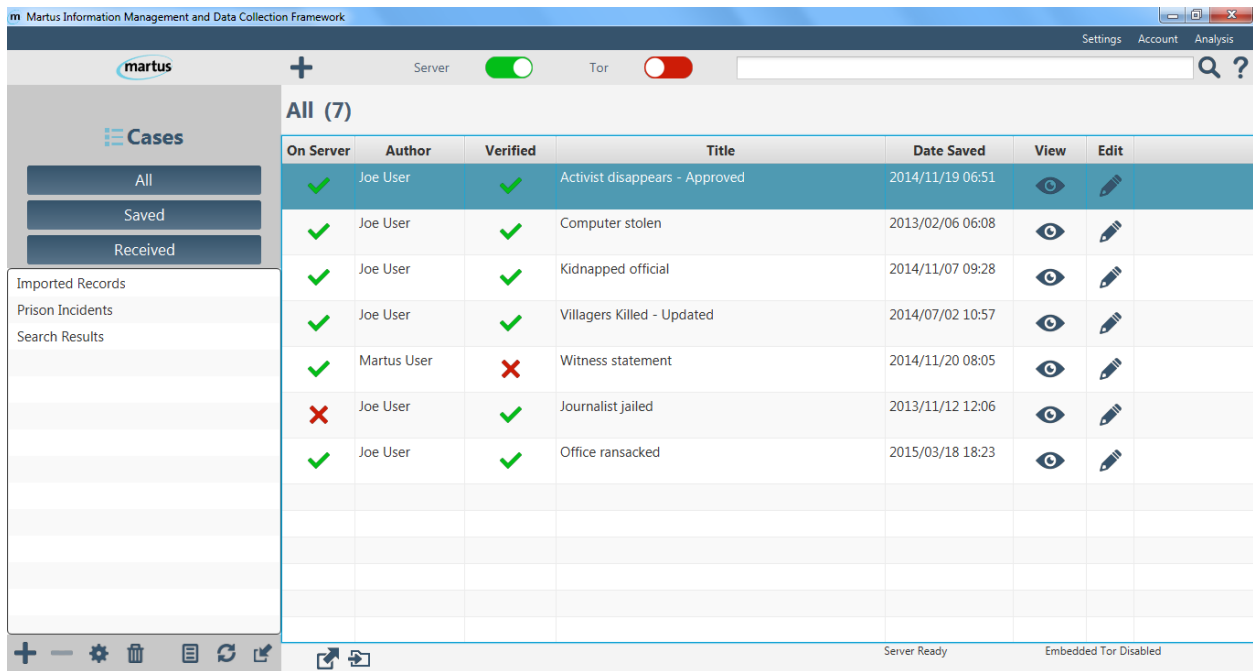 m Martus Information Management and Data Collection Framework
Settings Account Analysis
martus Server Tor ?
All (7)
Cases
All
Saved
Received
Imported Records
Prison Incidents
Search Results
On Server Author Verified Title Date Saved View Edit
Joe User Activist disappears - Approved 2014/11/19 06:51
Joe User Computer stolen 2013/02/06 06:08
Joe User Kidnapped official 2014/11/07 09:28
Joe User Villagers Killed - Updated 2014/07/02 10:57
Martus User Witness statement 2014/11/20 08:05
Joe User Journalist jailed 2013/11/12 12:06
Joe User Office ransacked 2015/03/18 18:23
Server Ready Embedded Tor Disabled